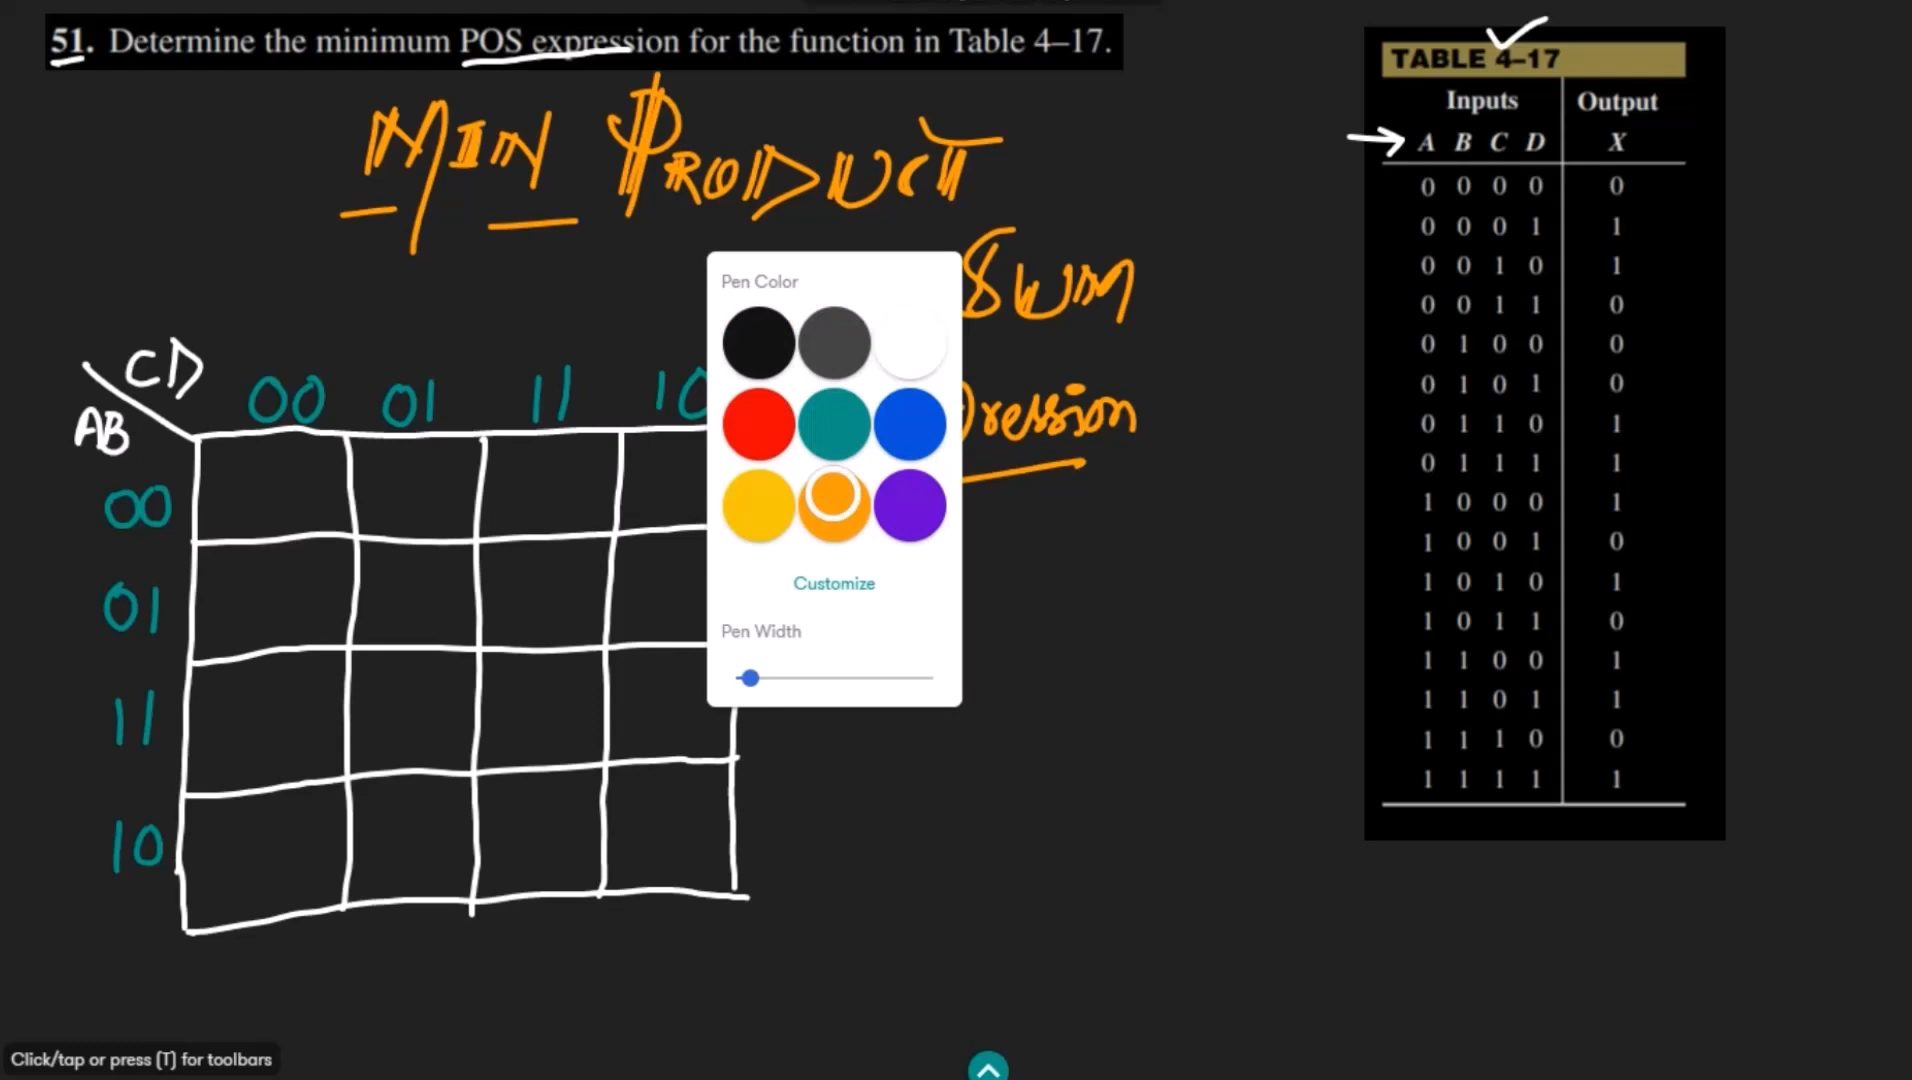 51. Determine the minimum POS expression for the function in Table 4–17.
MIN PRODUCT
SUM
ression
Pen Color
Customize
Pen Width
CD
AB
00 01 11 10
00
01
11
10
TABLE 4–17
Inputs Output
A B C D X
0 0 0 0 0
0 0 0 1 1
0 0 1 0 1
0 0 1 1 0
0 1 0 0 0
0 1 0 1 0
0 1 1 0 1
0 1 1 1 1
1 0 0 0 1
1 0 0 1 0
1 0 1 0 1
1 0 1 1 0
1 1 0 0 1
1 1 0 1 1
1 1 1 0 0
1 1 1 1 1
Click/tap or press (T) for toolbars